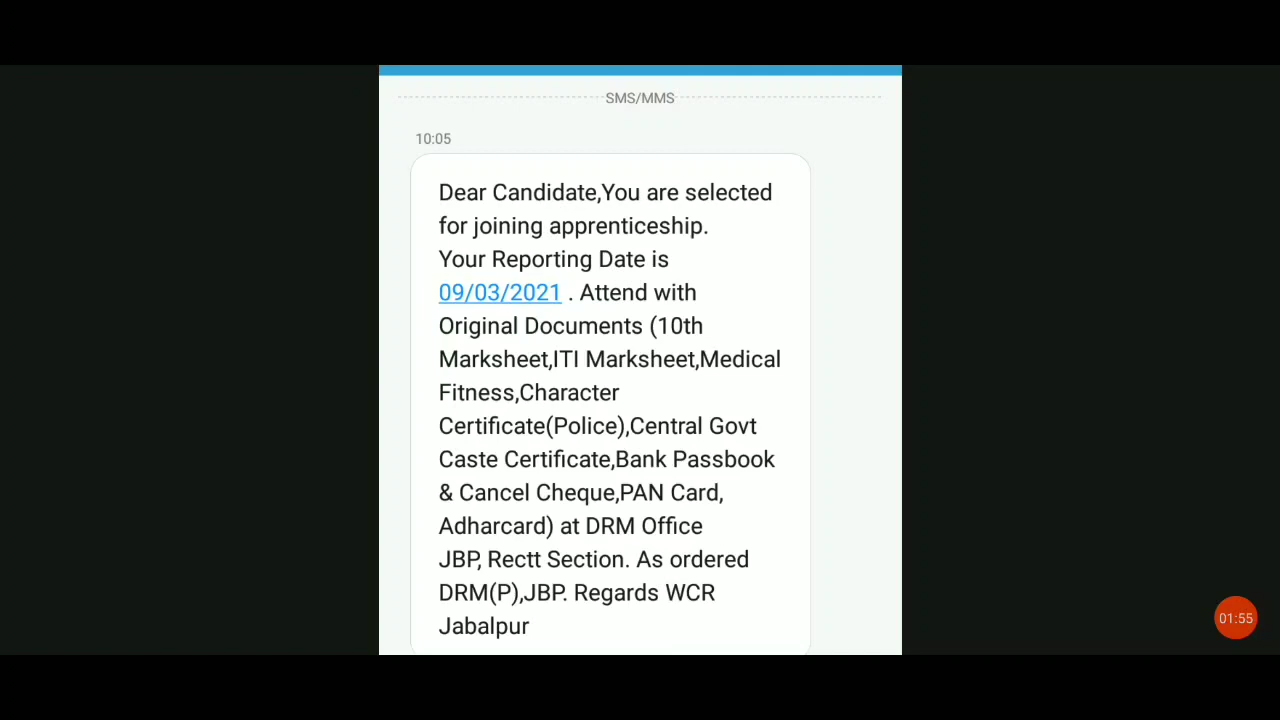 SMS/MMS
10:05
Dear Candidate,You are selected
for joining apprenticeship.
Your Reporting Date is
09/03/2021 . Attend with
Original Documents (10th
Marksheet,ITI Marksheet,Medical
Fitness,Character
Certificate(Police),Central Govt
Caste Certificate,Bank Passbook
& Cancel Cheque,PAN Card,
Adharcard) at DRM Office
JBP, Rectt Section. As ordered
DRM(P),JBP. Regards WCR
Jabalpur
01:55